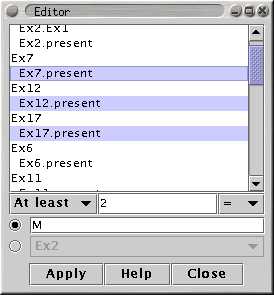 Editor
Ex2.Ex1
Ex2.present
Ex7
Ex7.present
Ex12
Ex12.present
Ex17
Ex17.present
Ex6
Ex6.present
Ex11
At least 2 =
M
Ex2
Apply Help Close